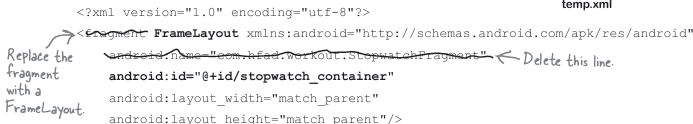 temp.xml
<?xml version="1.0" encoding="utf-8"?>
<fragment FrameLayout xmlns:android="http://schemas.android.com/apk/res/android"
android:name="com.hfad.workout.StopwatchFragment"
Delete this line.
Replace the
fragment
with a
FrameLayout.
android:id="@+id/stopwatch_container"
android:layout_width="match_parent"
android:layout_height="match_parent"/>